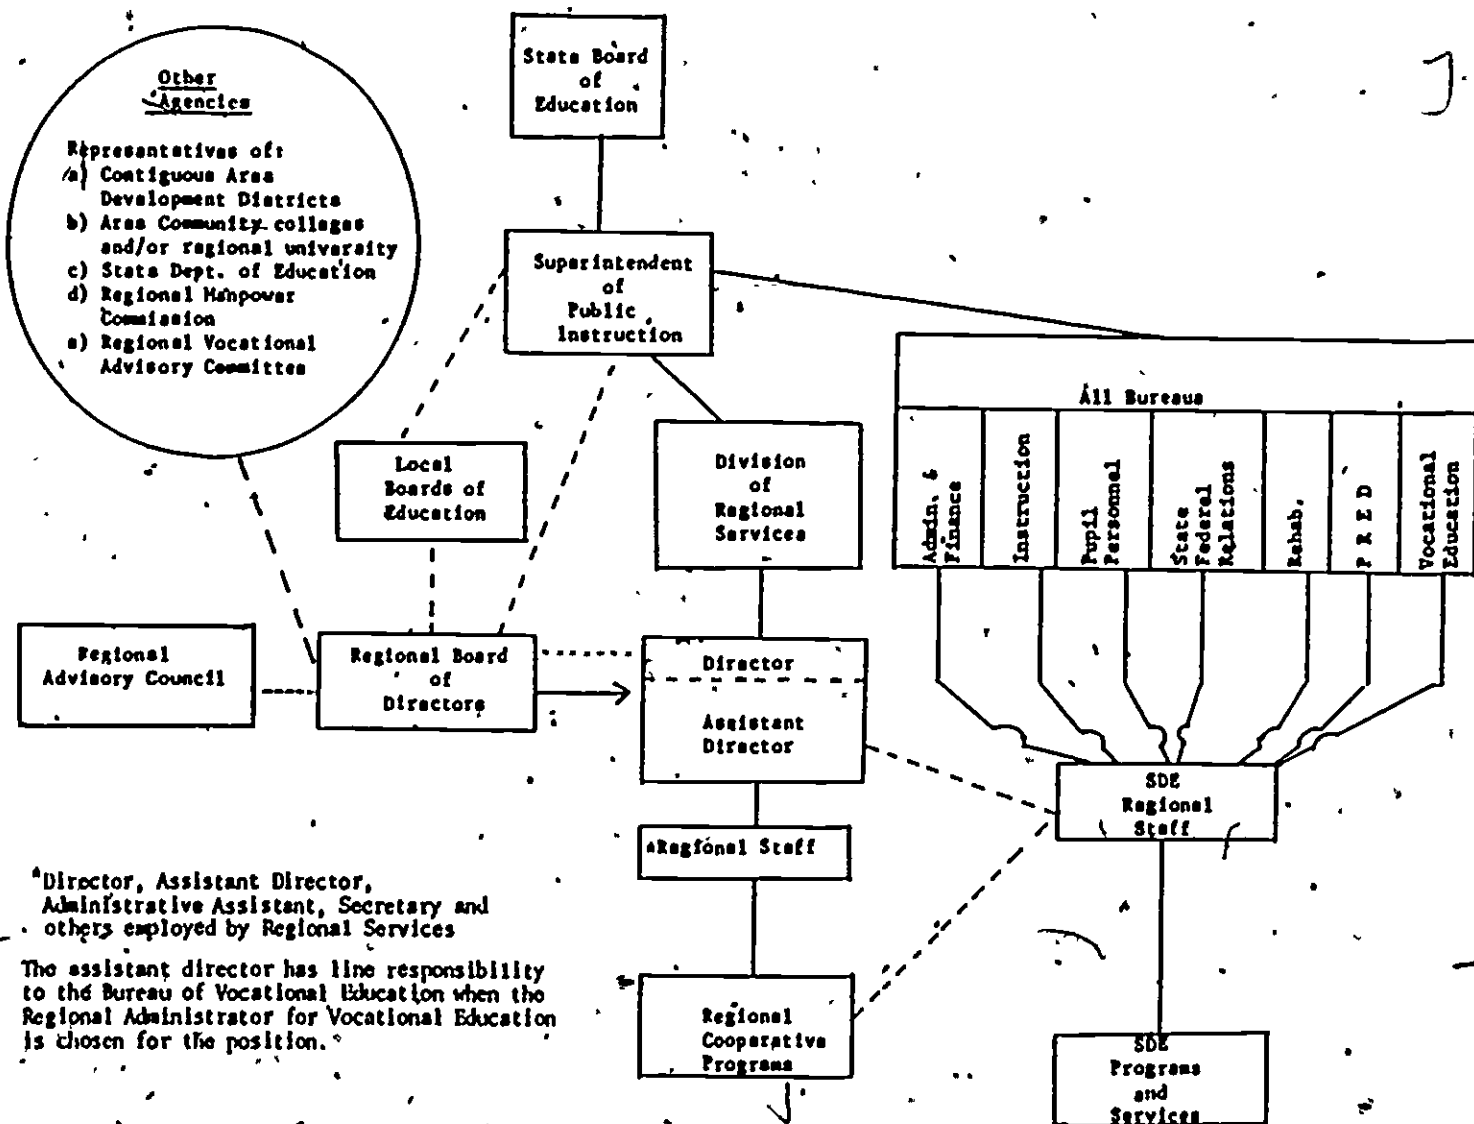 Other
Agencies
Representatives of:
a) Contiguous Area
Development Districts
b) Area Community colleges
and/or regional university
c) State Dept. of Education
d) Regional Manpower
Commission
e) Regional Vocational
Advisory Committee
State Board
of
Education
Superintendent
of
Public
Instruction
Local
Boards of
Education
Division
of
Regional
Services
All Bureaus
Admin. &
Finance
Instruction
Pupil
Personnel
State
Federal
Relations
Rehab.
P R E D
Vocational
Education
Regional
Advisory Council
Regional Board
of
Directors
Director
Assistant
Director
SDE
Regional
Staff
*Regional Staff
*Director, Assistant Director,
Administrative Assistant, Secretary and
others employed by Regional Services
The assistant director has line responsibility
to the Bureau of Vocational Education when the
Regional Administrator for Vocational Education
is chosen for the position.
Regional
Cooperative
Programs
SDE
Programs
and
Services